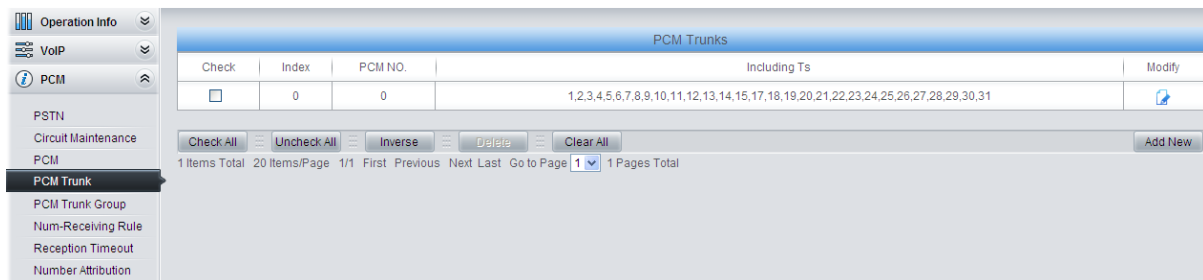 Operation Info
VoIP
PCM
PSTN
Circuit Maintenance
PCM
PCM Trunk
PCM Trunk Group
Num-Receiving Rule
Reception Timeout
Number Attribution
PCM Trunks
Check Index PCM NO. Including Ts Modify
0 0 1,2,3,4,5,6,7,8,9,10,11,12,13,14,15,17,18,19,20,21,22,23,24,25,26,27,28,29,30,31
Check All Uncheck All Inverse Delete Clear All Add New
1 Items Total 20 Items/Page 1/1 First Previous Next Last Go to Page 1 1 Pages Total